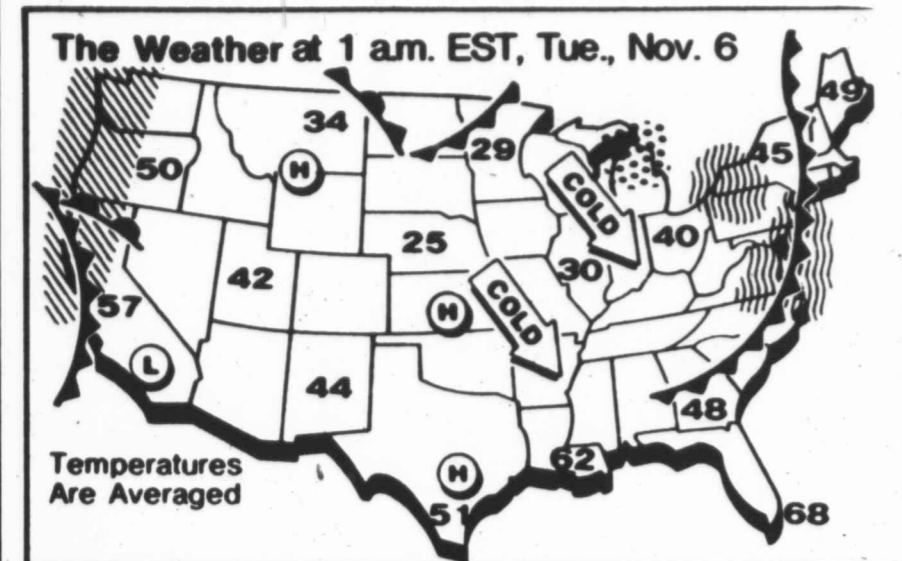 The Weather at 1 a.m. EST, Tue., Nov. 6
49
34
29
45
50
H
COLD
40
25
30
42
57
H
COLD
L
44
48
62
H
51
68
Temperatures
Are Averaged